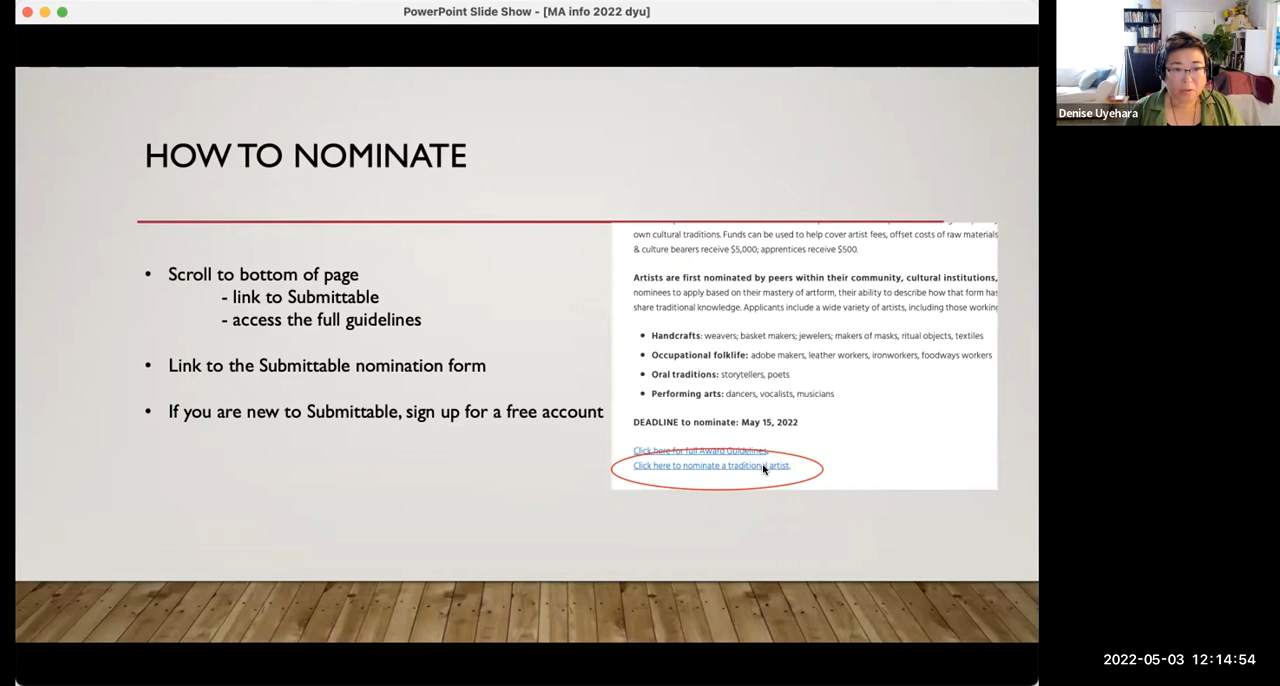 PowerPoint Slide Show - [MA info 2022 dyu]
HOW TO NOMINATE
• Scroll to bottom of page
- link to Submittable
- access the full guidelines
• Link to the Submittable nomination form
• If you are new to Submittable, sign up for a free account
own cultural traditions. Funds can be used to help cover artist fees, offset costs of raw materials
& culture bearers receive $5,000; apprentices receive $500.
Artists are first nominated by peers within their community, cultural institutions,
nominees to apply based on their mastery of artform, their ability to describe how that form has
share traditional knowledge. Applicants include a wide variety of artists, including those working
• Handcrafts: weavers; basket makers; jewelers; makers of masks, ritual objects, textiles
• Occupational folklife: adobe makers, leather workers, ironworkers, foodways workers
• Oral traditions: storytellers, poets
• Performing arts: dancers, vocalists, musicians
DEADLINE to nominate: May 15, 2022
Click here for full Award Guidelines.
Click here to nominate a traditional artist.
Denise Uyehara
2022-05-03 12:14:54